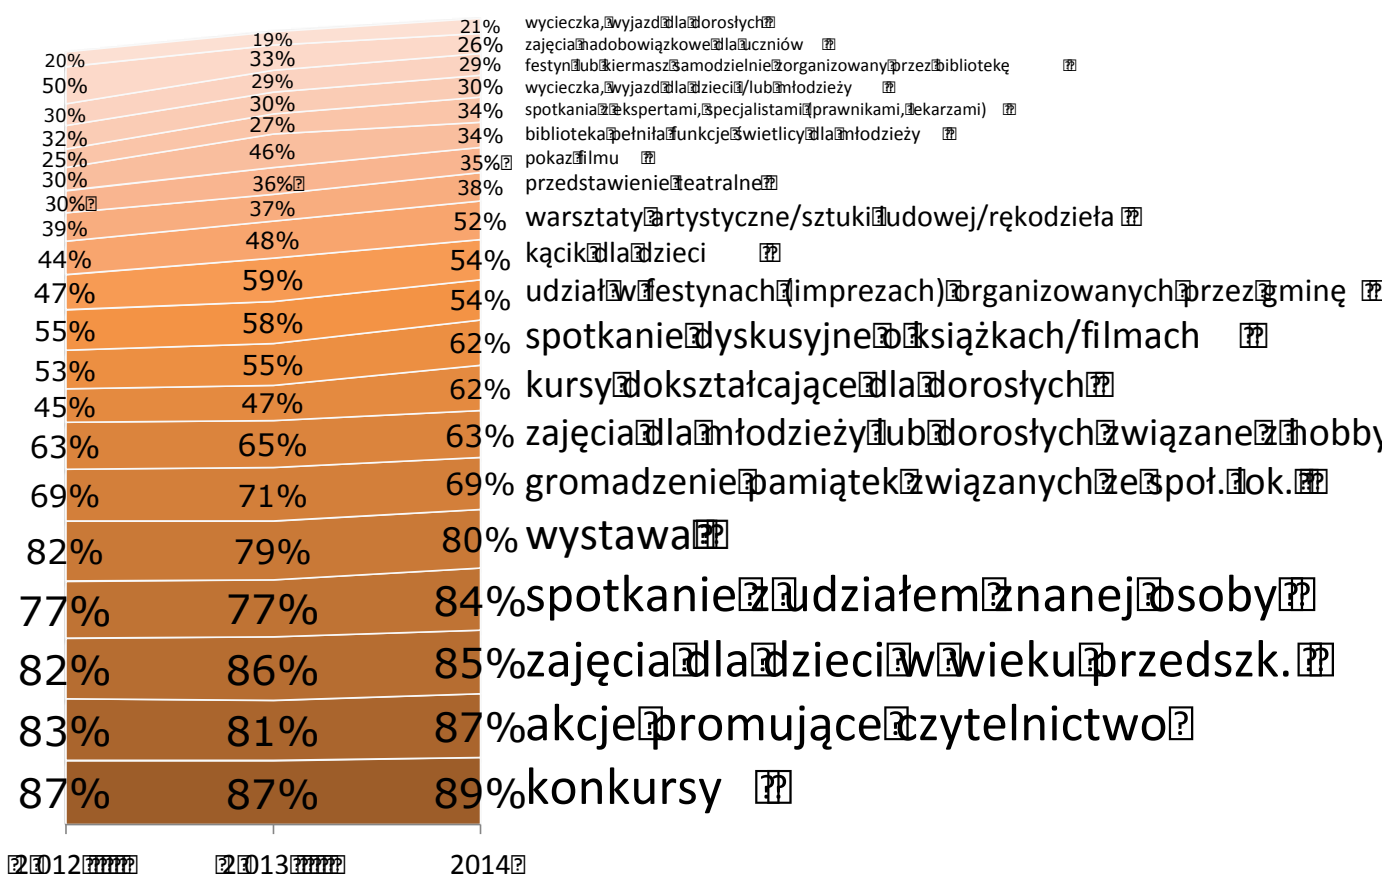 21% wycieczka, wyjazd dla dorosłych
19%
26% zajęcia nadobowiązkowe dla uczniów
20%
33%
29% festyn lub kiermasz samodzielnie zorganizowany przez bibliotekę
50%
29%
30% wycieczka, wyjazd dla dzieci i/lub młodzieży
30%
30%
34% spotkania z ekspertami, specjalistami (prawnikami, lekarzami)
32%
27%
34% biblioteka pełniła funkcje świetlicy dla młodzieży
25%
46%
35% pokaz filmu
30%
36%
38% przedstawienie teatralne
30%
37%
52% warsztaty artystyczne/sztuki ludowej/rękodzieła
39%
48%
54% kącik dla dzieci
44%
59%
54% udział w festynach (imprezach) organizowanych przez gminę
47%
58%
62% spotkanie dyskusyjne o książkach/filmach
55%
55%
62% kursy dokształcające dla dorosłych
53%
47%
63% zajęcia dla młodzieży lub dorosłych związane z hobby
45%
65%
69% gromadzenie pamiątek związanych ze społ. lok.
63%
71%
80% wystawa
69%
79%
84% spotkanie z udziałem znanej osoby
82%
77%
85% zajęcia dla dzieci w wieku przedszk.
77%
86%
87% akcje promujące czytelnictwo
82%
81%
89% konkursy
83%
87%
87%
2012 2013 2014